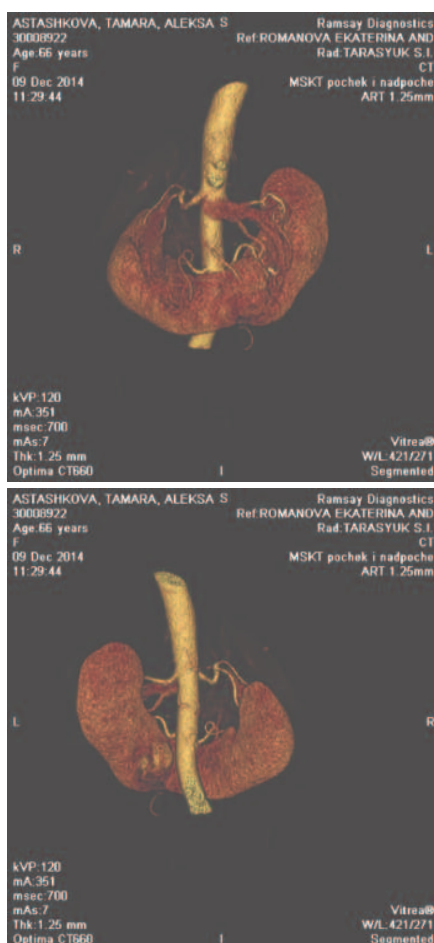 ASTASHKOVA, TAMARA, ALEKSA S Ramsay Diagnostics
30008922 Ref:ROMANOVA EKATERINA AND
Age:66 years Rad:TARASYUK S.I.
F CT
09 Dec 2014 MSKT pochek i nadpoche
11:29:44 ART 1.25mm
R L
kVP:120
mA:351
msec:700
mAs:7 Vitrea®
Thk:1.25 mm W/L:421/271
Optima CT660 I Segmented
ASTASHKOVA, TAMARA, ALEKSA S Ramsay Diagnostics
30008922 Ref:ROMANOVA EKATERINA AND
Age:66 years Rad:TARASYUK S.I.
F CT
09 Dec 2014 MSKT pochek i nadpoche
11:29:44 ART 1.25mm
L R
kVP:120
mA:351
msec:700
mAs:7 Vitrea®
Thk:1.25 mm W/L:421/271
Optima CT660 I Segmented